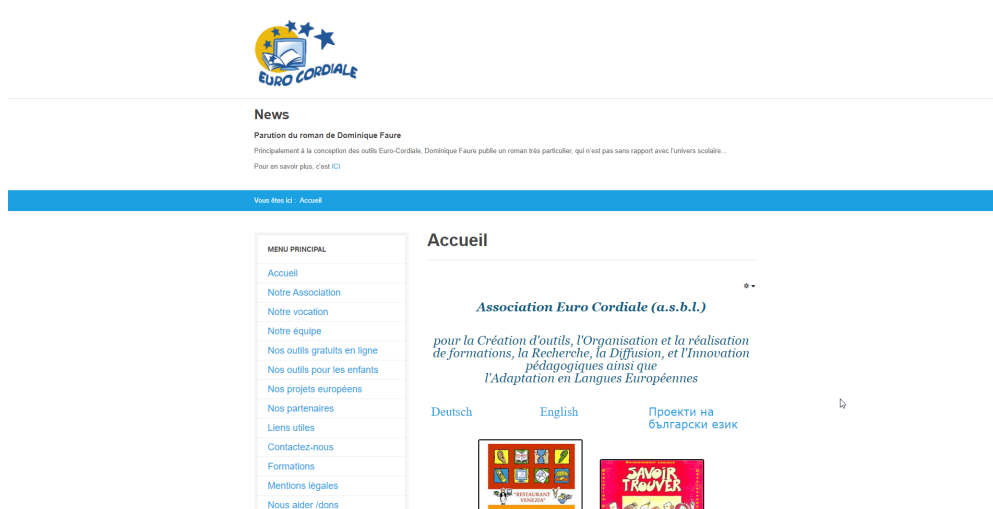 EURO CORDIALE
News
Parution du roman de Dominique Faure
Principalement à la conception des outils Euro-Cordiale, Dominique Faure publie un roman très particulier, qui n'est pas sans rapport avec l'univers scolaire...
Pour en savoir plus, c'est ICI
Vous êtes ici : Accueil
MENU PRINCIPAL
Accueil
Notre Association
Notre vocation
Notre équipe
Nos outils gratuits en ligne
Nos outils pour les enfants
Nos projets européens
Nos partenaires
Liens utiles
Contactez-nous
Formations
Mentions légales
Nous aider /dons
Accueil
Association Euro Cordiale (a.s.b.l.)
pour la Création d'outils, l'Organisation et la réalisation
de formations, la Recherche, la Diffusion, et l'Innovation
pédagogiques ainsi que
l'Adaptation en Langues Européennes
Deutsch
English
Проекти на
български език
"RESTAURANT
VENEZIA"
SAVOIR
TROUVER